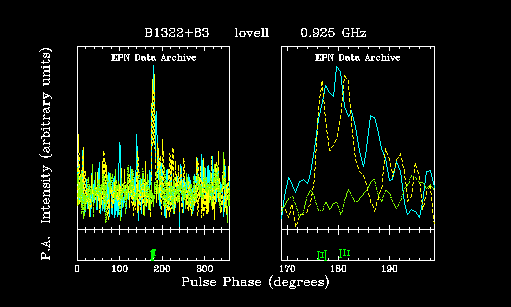 B1322+83 lovell 0.925 GHz
EPN Data Archive EPN Data Archive
Intensity (arbitrary units)
P.A.
0 100 200 300 170 180 190
Pulse Phase (degrees)